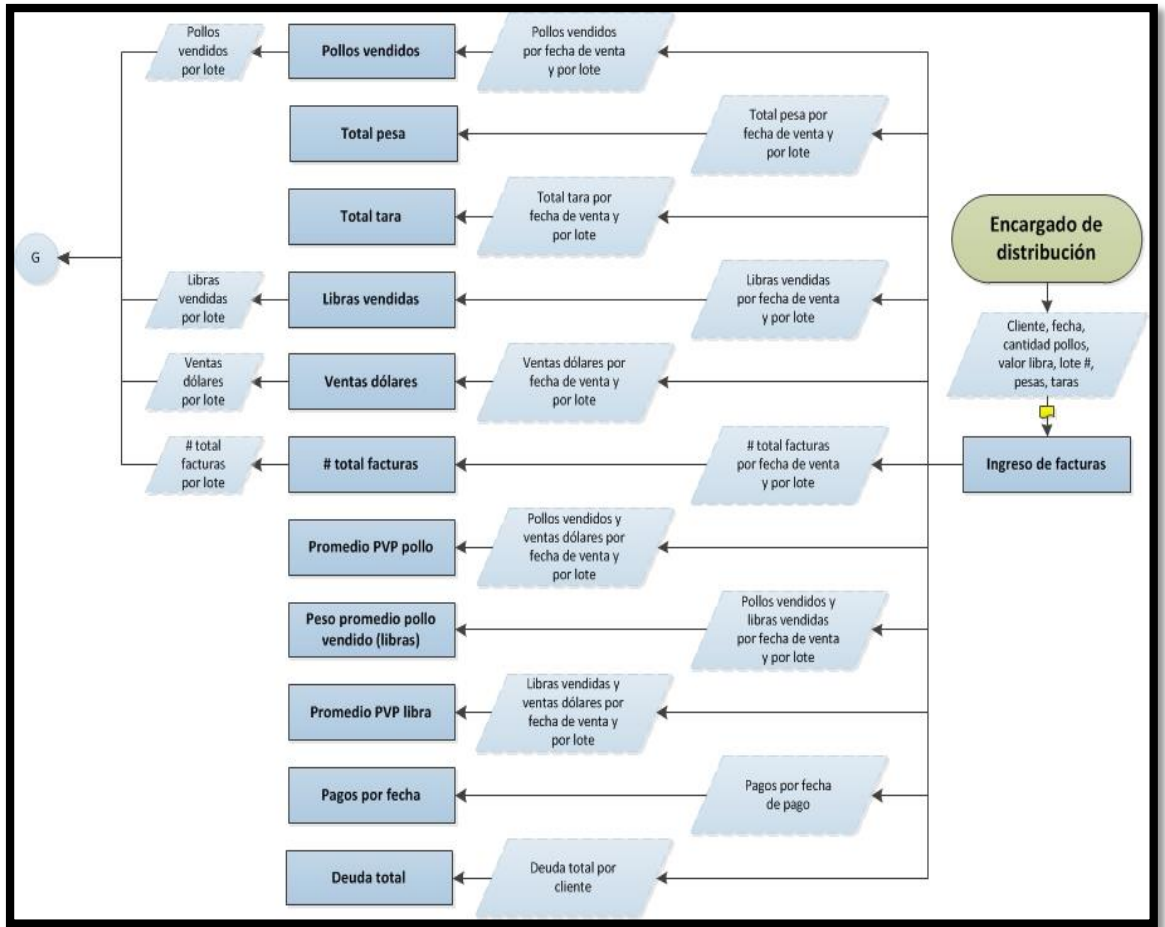 Pollos
vendidos
por lote
Pollos vendidos
Pollos vendidos
por fecha de venta
y por lote
Total pesa
Total pesa por
fecha de venta y
por lote
Total tara
Total tara por
fecha de venta y
por lote
Encargado de
distribución
G
Libras
vendidas
por lote
Libras vendidas
Libras vendidas
por fecha de venta
y por lote
Cliente, fecha,
cantidad pollos,
valor libra, lote #,
pesas, taras
Ventas
dólares
por lote
Ventas dólares
Ventas dólares por
fecha de venta y
por lote
# total
facturas
por lote
# total facturas
# total facturas
por fecha de venta
y por lote
Ingreso de facturas
Promedio PVP pollo
Pollos vendidos y
ventas dólares por
fecha de venta y
por lote
Peso promedio pollo
vendido (libras)
Pollos vendidos y
libras vendidas
por fecha de venta
y por lote
Promedio PVP libra
Libras vendidas y
ventas dólares por
fecha de venta y
por lote
Pagos por fecha
Pagos por fecha
de pago
Deuda total
Deuda total por
cliente